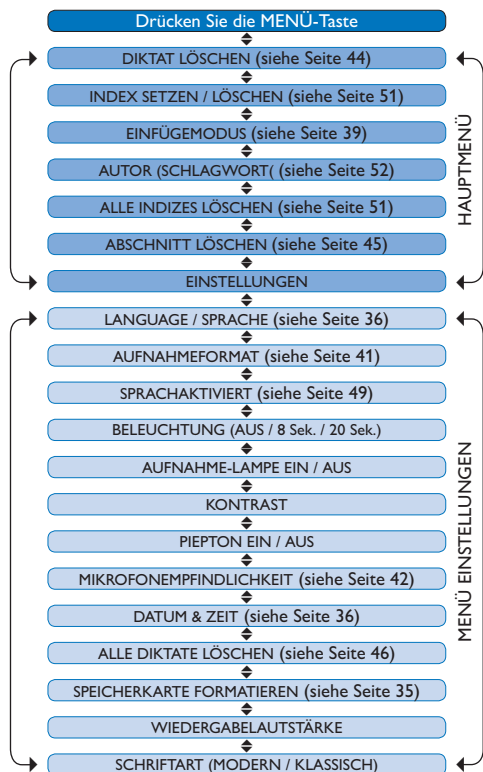 Drücken Sie die MENÜ-Taste
DIKTAT LÖSCHEN (siehe Seite 44)
INDEX SETZEN / LÖSCHEN (siehe Seite 51)
EINFÜGEMODUS (siehe Seite 39)
AUTOR (SCHLAGWORT( (siehe Seite 52)
ALLE INDIZES LÖSCHEN (siehe Seite 51)
ABSCHNITT LÖSCHEN (siehe Seite 45)
EINSTELLUNGEN
HAUPTMENÜ
LANGUAGE / SPRACHE (siehe Seite 36)
AUFNAHMEFORMAT (siehe Seite 41)
SPRACHAKTIVIERT (siehe Seite 49)
BELEUCHTUNG (AUS / 8 Sek. / 20 Sek.)
AUFNAHME-LAMPE EIN / AUS
KONTRAST
PIEPTON EIN / AUS
MIKROFONEMPFINDLICHKEIT (siehe Seite 42)
DATUM & ZEIT (siehe Seite 36)
ALLE DIKTATE LÖSCHEN (siehe Seite 46)
SPEICHERKARTE FORMATIEREN (siehe Seite 35)
WIEDERGABELAUTSTÄRKE
SCHRIFTART (MODERN / KLASSISCH)
MENÜ EINSTELLUNGEN